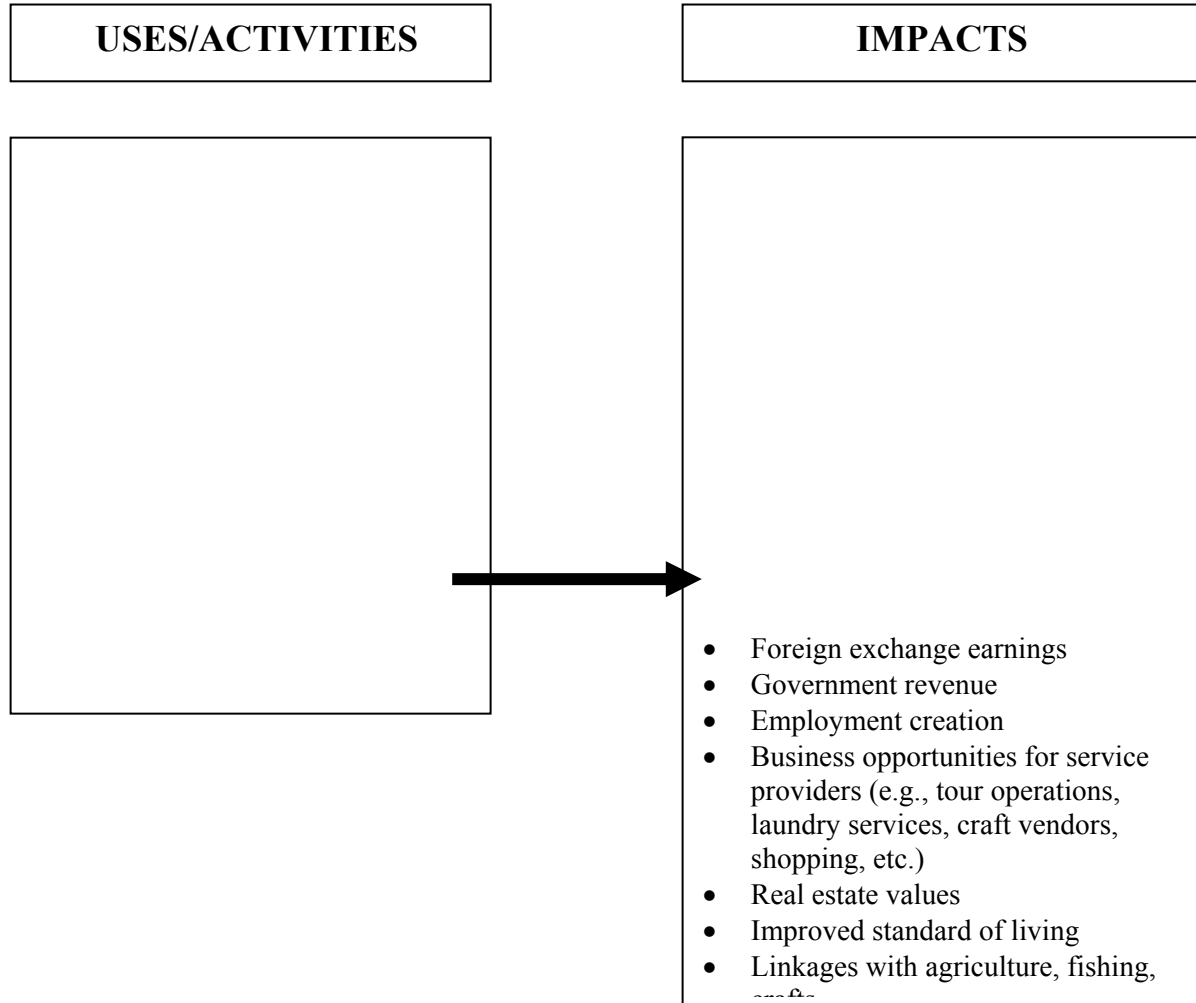 USES/ACTIVITIES
IMPACTS
• Foreign exchange earnings
• Government revenue
• Employment creation
• Business opportunities for service
providers (e.g., tour operations,
laundry services, craft vendors,
shopping, etc.)
• Real estate values
• Improved standard of living
• Linkages with agriculture, fishing,
crafts